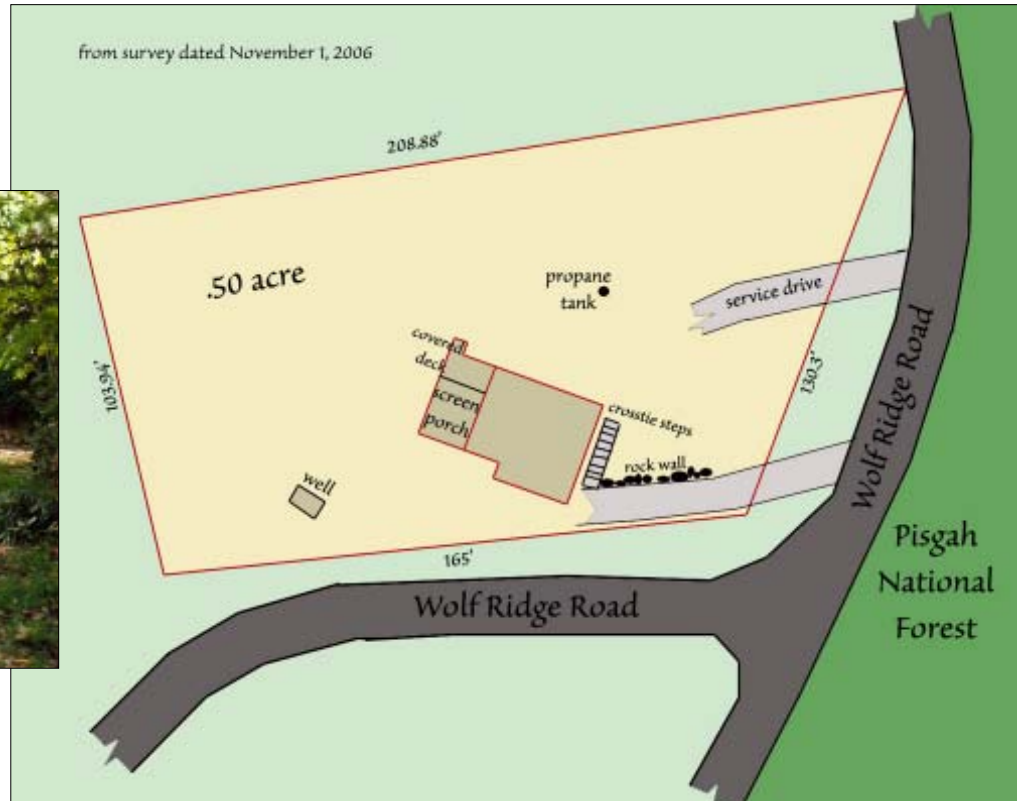 from survey dated November 1, 2006
208.88'
.50 acre
propane
tank
service drive
103.94'
130.3'
covered
deck
screen
porch
crosstie steps
rock wall
well
165'
Wolf Ridge Road
Wolf Ridge Road
Pisgah
National
Forest